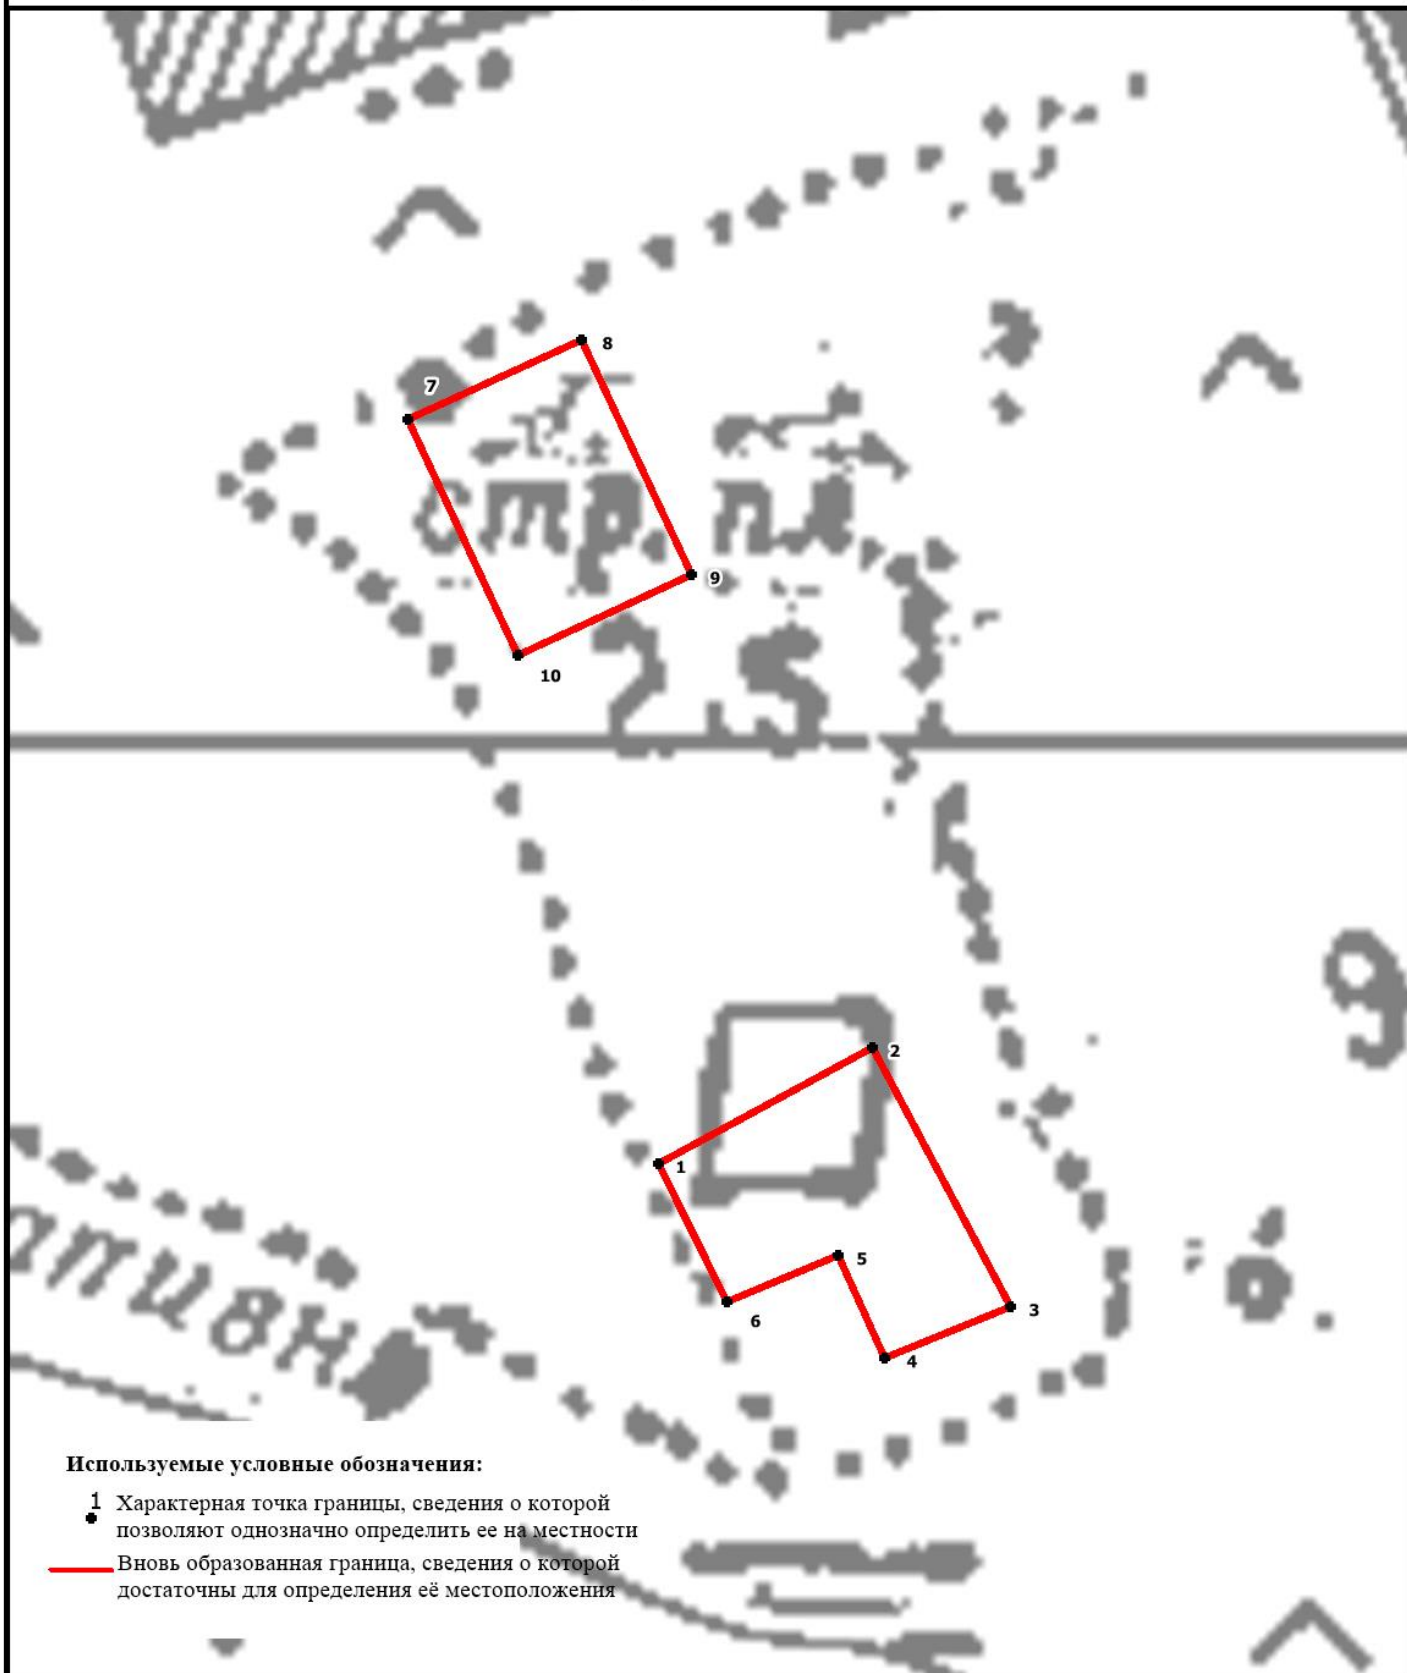 8
7
стр
9
2.5
10
9
2
1
5
6
3
4
Используемые условные обозначения:
1 Характерная точка границы, сведения о которой
позволяют однозначно определить ее на местности
Вновь образованная граница, сведения о которой
достаточны для определения её местоположения